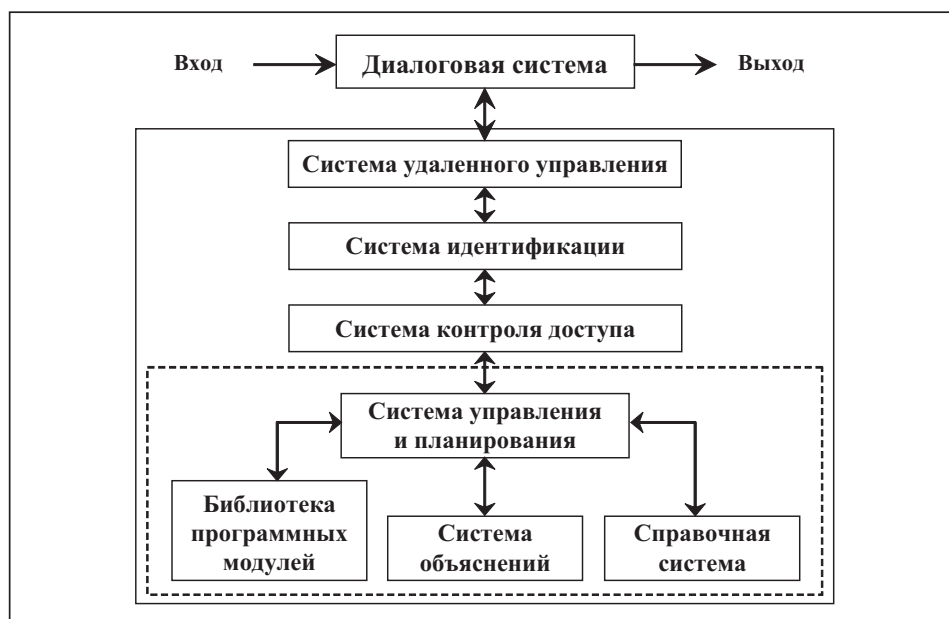 Вход
Диалоговая система
Выход
Система удаленного управления
Система идентификации
Система контроля доступа
Система управления
и планирования
Библиотека
программных
модулей
Система
объяснений
Справочная
система